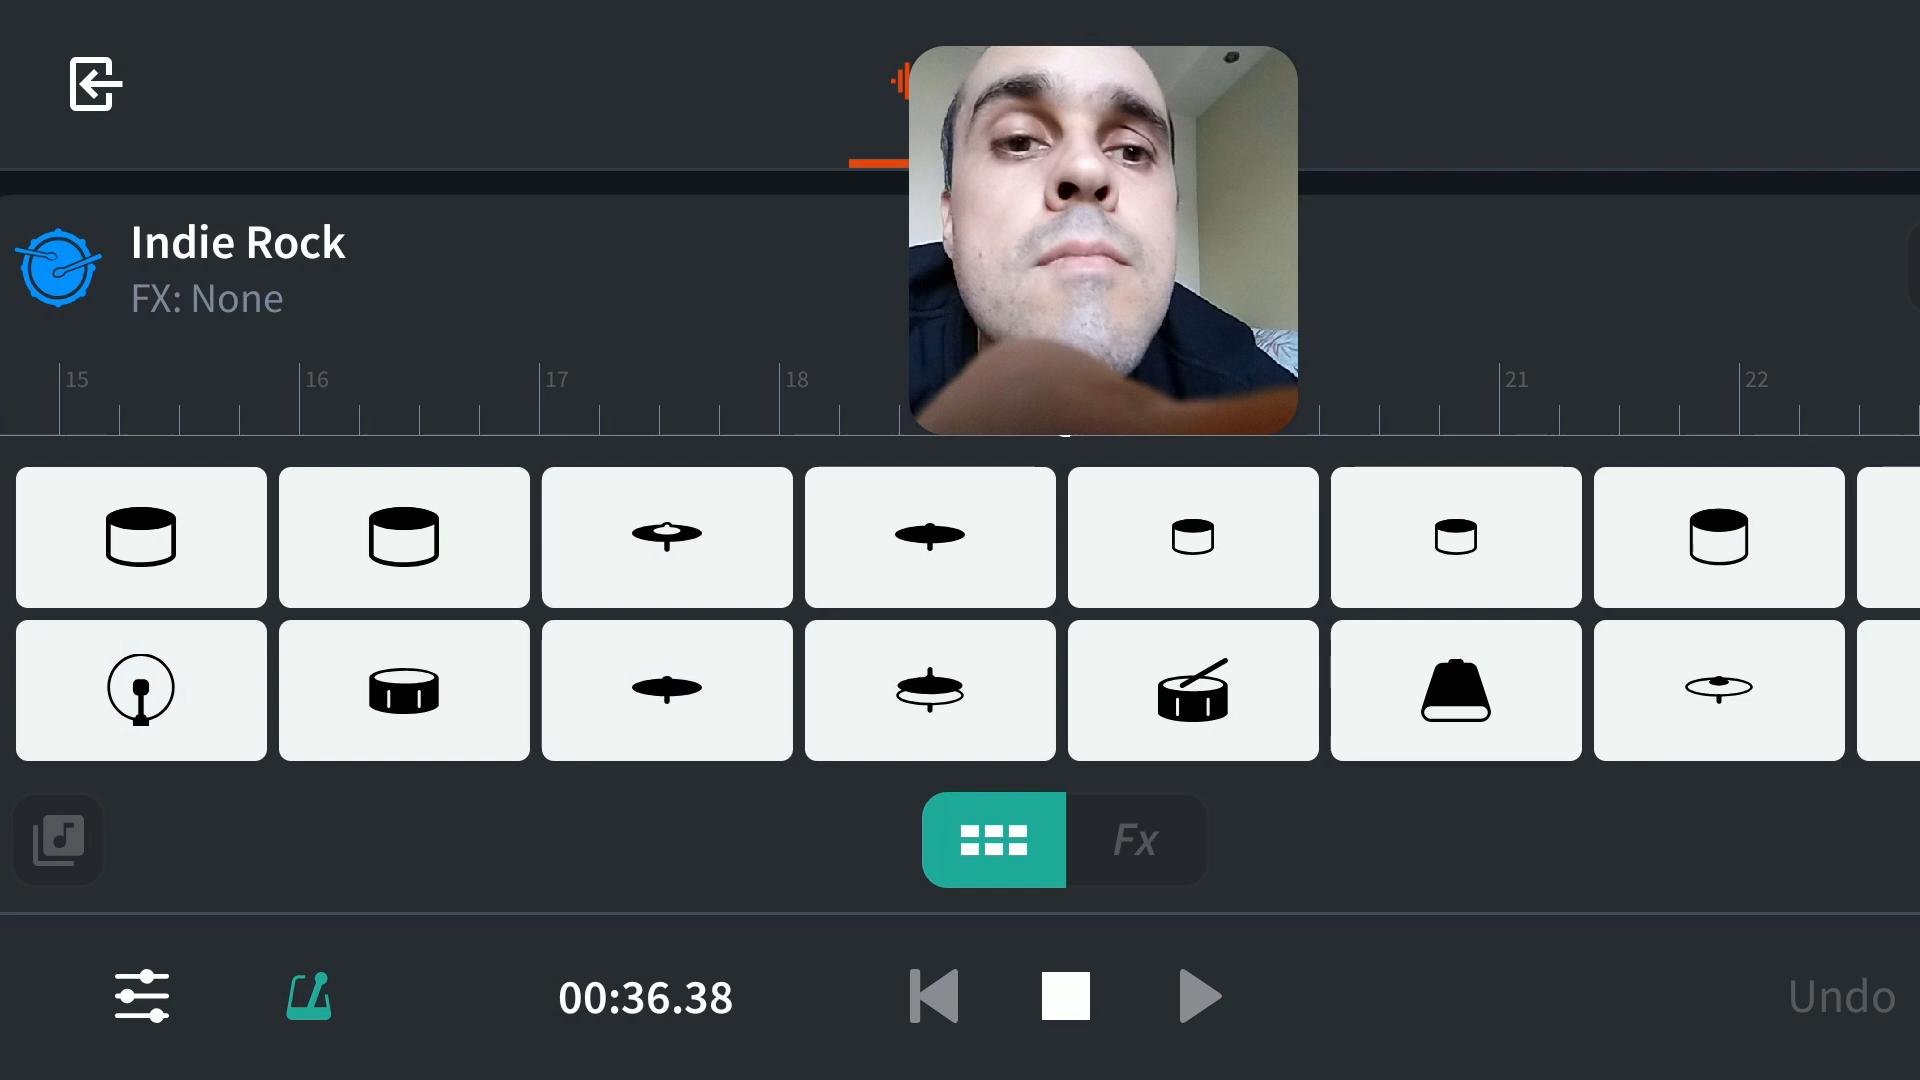 Indie Rock
FX: None
15 16 17 18 21 22
Fx
00:36.38
Undo